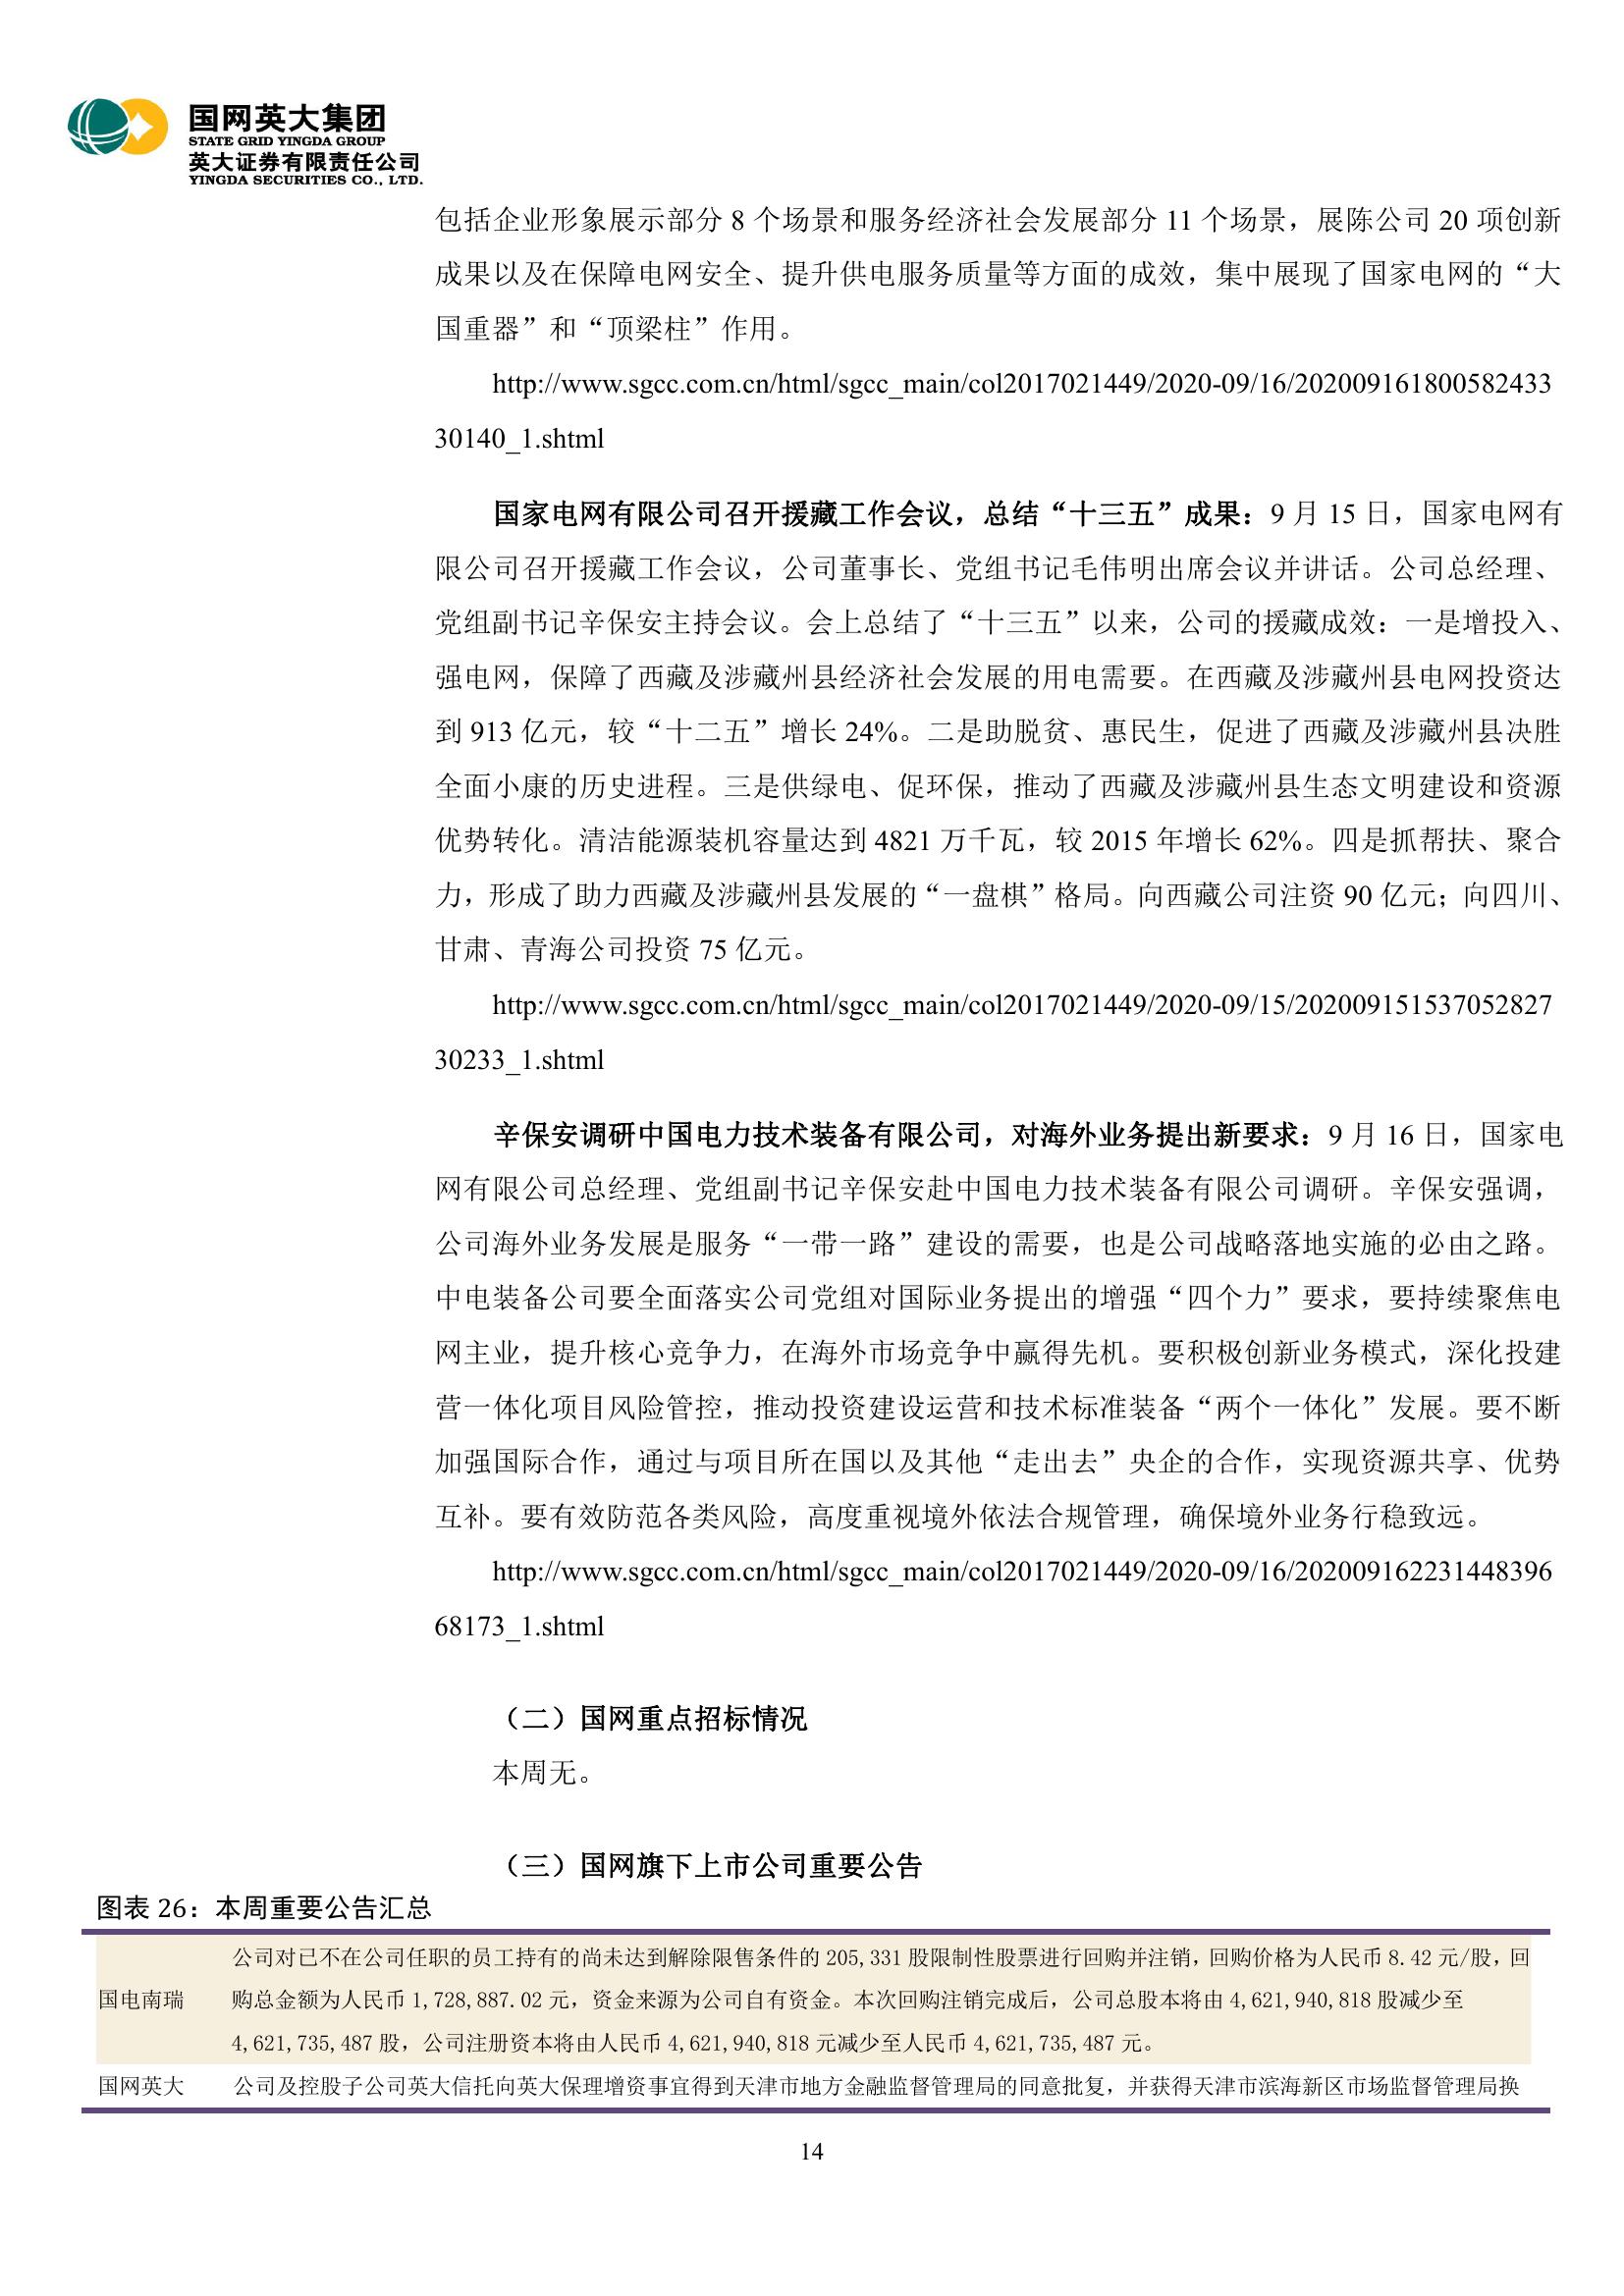 国网英大集团
STATE GRID YINGDA GROUP
英大证券有限责任公司
YINGDA SECURITIES CO., LTD.
包括企业形象展示部分 8 个场景和服务经济社会发展部分 11 个场景，展陈公司 20 项创新
成果以及在保障电网安全、提升供电服务质量等方面的成效，集中展现了国家电网的“大
国重器”和“顶梁柱”作用。
http://www.sgcc.com.cn/html/sgcc_main/col2017021449/2020-09/16/202009161800582433
30140_1.shtml
国家电网有限公司召开援藏工作会议，总结“十三五”成果：9 月 15 日，国家电网有
限公司召开援藏工作会议，公司董事长、党组书记毛伟明出席会议并讲话。公司总经理、
党组副书记辛保安主持会议。会上总结了“十三五”以来，公司的援藏成效：一是增投入、
强电网，保障了西藏及涉藏州县经济社会发展的用电需要。在西藏及涉藏州县电网投资达
到 913 亿元，较“十二五”增长 24%。二是助脱贫、惠民生，促进了西藏及涉藏州县决胜
全面小康的历史进程。三是供绿电、促环保，推动了西藏及涉藏州县生态文明建设和资源
优势转化。清洁能源装机容量达到 4821 万千瓦，较 2015 年增长 62%。四是抓帮扶、聚合
力，形成了助力西藏及涉藏州县发展的“一盘棋”格局。向西藏公司注资 90 亿元；向四川、
甘肃、青海公司投资 75 亿元。
http://www.sgcc.com.cn/html/sgcc_main/col2017021449/2020-09/15/202009151537052827
30233_1.shtml
辛保安调研中国电力技术装备有限公司，对海外业务提出新要求：9 月 16 日，国家电
网有限公司总经理、党组副书记辛保安赴中国电力技术装备有限公司调研。辛保安强调，
公司海外业务发展是服务“一带一路”建设的需要，也是公司战略落地实施的必由之路。
中电装备公司要全面落实公司党组对国际业务提出的增强“四个力”要求，要持续聚焦电
网主业，提升核心竞争力，在海外市场竞争中赢得先机。要积极创新业务模式，深化投建
营一体化项目风险管控，推动投资建设运营和技术标准装备“两个一体化”发展。要不断
加强国际合作，通过与项目所在国以及其他“走出去”央企的合作，实现资源共享、优势
互补。要有效防范各类风险，高度重视境外依法合规管理，确保境外业务行稳致远。
http://www.sgcc.com.cn/html/sgcc_main/col2017021449/2020-09/16/202009162231448396
68173_1.shtml
（二）国网重点招标情况
本周无。
（三）国网旗下上市公司重要公告
图表 26：本周重要公告汇总
公司对已不在公司任职的员工持有的尚未达到解除限售条件的 205,331 股限制性股票进行回购并注销，回购价格为人民币 8.42 元/股，回
国电南瑞 购总金额为人民币 1,728,887.02 元，资金来源为公司自有资金。本次回购注销完成后，公司总股本将由 4,621,940,818 股减少至
4,621,735,487 股，公司注册资本将由人民币 4,621,940,818 元减少至人民币 4,621,735,487 元。
国网英大 公司及控股子公司英大信托向英大保理增资事宜得到天津市地方金融监督管理局的同意批复，并获得天津市滨海新区市场监督管理局换
14